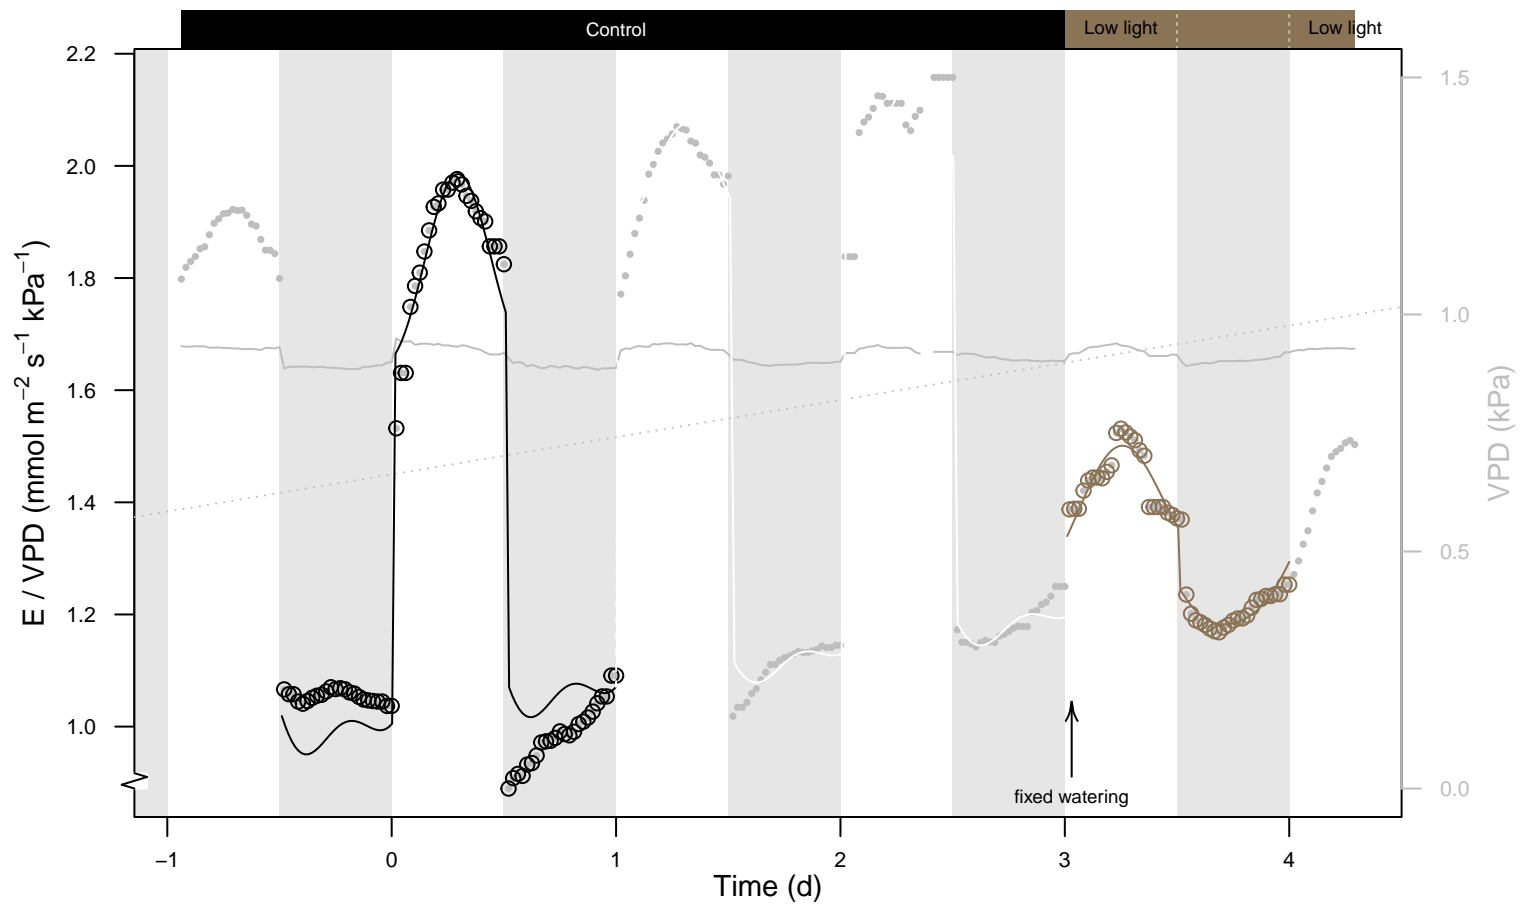 Control
Low light
Low light
2.2
2.0
1.8
1.6
1.4
1.2
1.0
E / VPD (mmol m⁻² s⁻¹ kPa⁻¹)
1.5
1.0
0.5
0.0
VPD (kPa)
fixed watering
−1
0
1
2
3
4
Time (d)